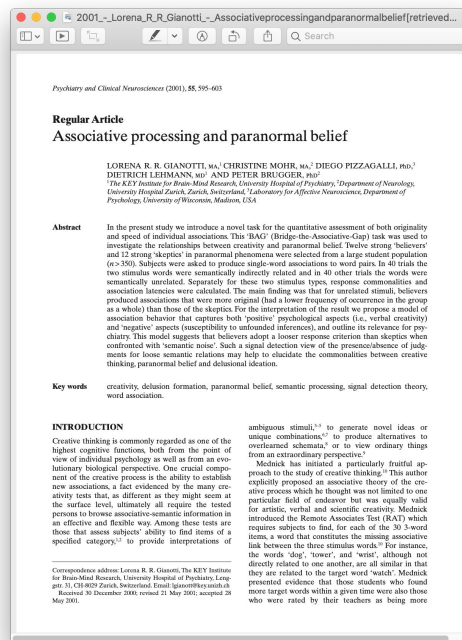 2001_-_Lorena_R_R_Gianotti_-_Associativeprocessingandparanormalbelief[retrieved...
Search
Psychiatry and Clinical Neurosciences (2001), 55, 595–603
Regular Article
Associative processing and paranormal belief
LORENA R. R. GIANOTTI, MA,1 CHRISTINE MOHR, MA,2 DIEGO PIZZAGALLI, PhD,3
DIETRICH LEHMANN, MD1 AND PETER BRUGGER, PhD2
1The KEY Institute for Brain-Mind Research, University Hospital of Psychiatry, 2Department of Neurology,
University Hospital Zurich, Zurich, Switzerland, 3Laboratory for Affective Neuroscience, Department of
Psychology, University of Wisconsin, Madison, USA
Abstract
In the present study we introduce a novel task for the quantitative assessment of both originality
and speed of individual associations. This 'BAG' (Bridge-the-Associative-Gap) task was used to
investigate the relationships between creativity and paranormal belief. Twelve strong 'believers'
and 12 strong 'skeptics' in paranormal phenomena were selected from a large student population
(n > 350). Subjects were asked to produce single-word associations to word pairs. In 40 trials the
two stimulus words were semantically indirectly related and in 40 other trials the words were
semantically unrelated. Separately for these two stimulus types, response commonalities and
association latencies were calculated. The main finding was that for unrelated stimuli, believers
produced associations that were more original (had a lower frequency of occurrence in the group
as a whole) than those of the skeptics. For the interpretation of the result we propose a model of
association behavior that captures both 'positive' psychological aspects (i.e., verbal creativity)
and 'negative' aspects (susceptibility to unfounded inferences), and outline its relevance for psy-
chiatry. This model suggests that believers adopt a looser response criterion than skeptics when
confronted with 'semantic noise'. Such a signal detection view of the presence/absence of judg-
ments for loose semantic relations may help to elucidate the commonalities between creative
thinking, paranormal belief and delusional ideation.
Key words
creativity, delusion formation, paranormal belief, semantic processing, signal detection theory,
word association.
INTRODUCTION
Creative thinking is commonly regarded as one of the
highest cognitive functions, both from the point of
view of individual psychology as well as from an evo-
lutionary biological perspective. One crucial compo-
nent of the creative process is the ability to establish
new associations, a fact evidenced by the many cre-
ativity tests that, as different as they might seem at
the surface level, ultimately all require the tested
persons to browse associative-semantic information in
an effective and flexible way. Among these tests are
those that assess subjects' ability to find items of a
specified category,1,2 to provide interpretations of
Correspondence address: Lorena R. R. Gianotti, The KEY Institute
for Brain-Mind Research, University Hospital of Psychiatry, Leng-
gstr. 31, CH-8029 Zurich, Switzerland. Email: lgianott@key.unizh.ch
Received 30 December 2000; revised 21 May 2001; accepted 28
May 2001.
ambiguous stimuli,3–5 to generate novel ideas or
unique combinations,6,7 to produce alternatives to
overlearned schemata,8 or to view ordinary things
from an extraordinary perspective.9
Mednick has initiated a particularly fruitful ap-
proach to the study of creative thinking.10 This author
explicitly proposed an associative theory of the cre-
ative process which he thought was not limited to one
particular field of endeavor but was equally valid
for artistic, verbal and scientific creativity. Mednick
introduced the Remote Associates Test (RAT) which
requires subjects to find, for each of the 30 3-word
items, a word that constitutes the missing associative
link between the three stimulus words.10 For instance,
the words 'dog', 'tower', and 'wrist', although not
directly related to one another, are all similar in that
they are related to the target word 'watch'. Mednick
presented evidence that those students who found
more target words within a given time were also those
who were rated by their teachers as being more